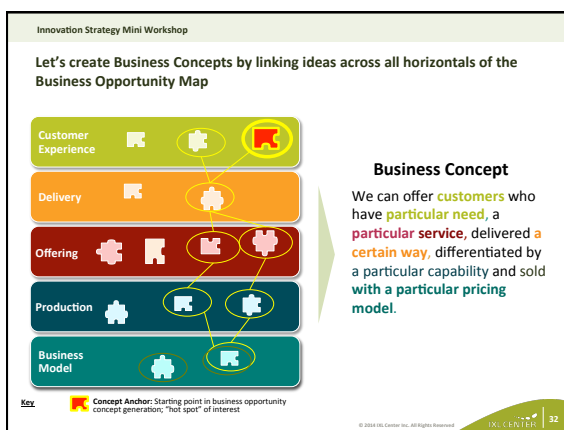 Innovation Strategy Mini Workshop
Let's create Business Concepts by linking ideas across all horizontals of the
Business Opportunity Map
Customer
Experience
Delivery
Offering
Production
Business
Model
Business Concept
We can offer customers who
have particular need, a
particular service, delivered a
certain way, differentiated by
a particular capability and sold
with a particular pricing
model.
Key
Concept Anchor: Starting point in business opportunity
concept generation; "hot spot" of interest
© 2014 IXL Center Inc. All Rights Reserved
IXL CENTER
32